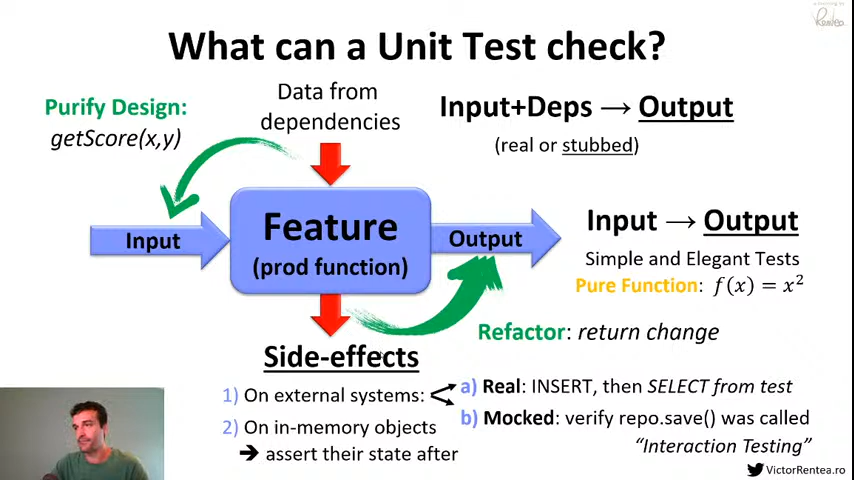 What can a Unit Test check?
Purify Design:
getScore(x,y)
Data from
dependencies
Input+Deps → Output
(real or stubbed)
Input
Feature
(prod function)
Output
Input → Output
Simple and Elegant Tests
Pure Function: f(x) = x²
Refactor: return change
Side-effects
1) On external systems:
a) Real: INSERT, then SELECT from test
b) Mocked: verify repo.save() was called
"Interaction Testing"
2) On in-memory objects
➔ assert their state after
VictorRentea.ro